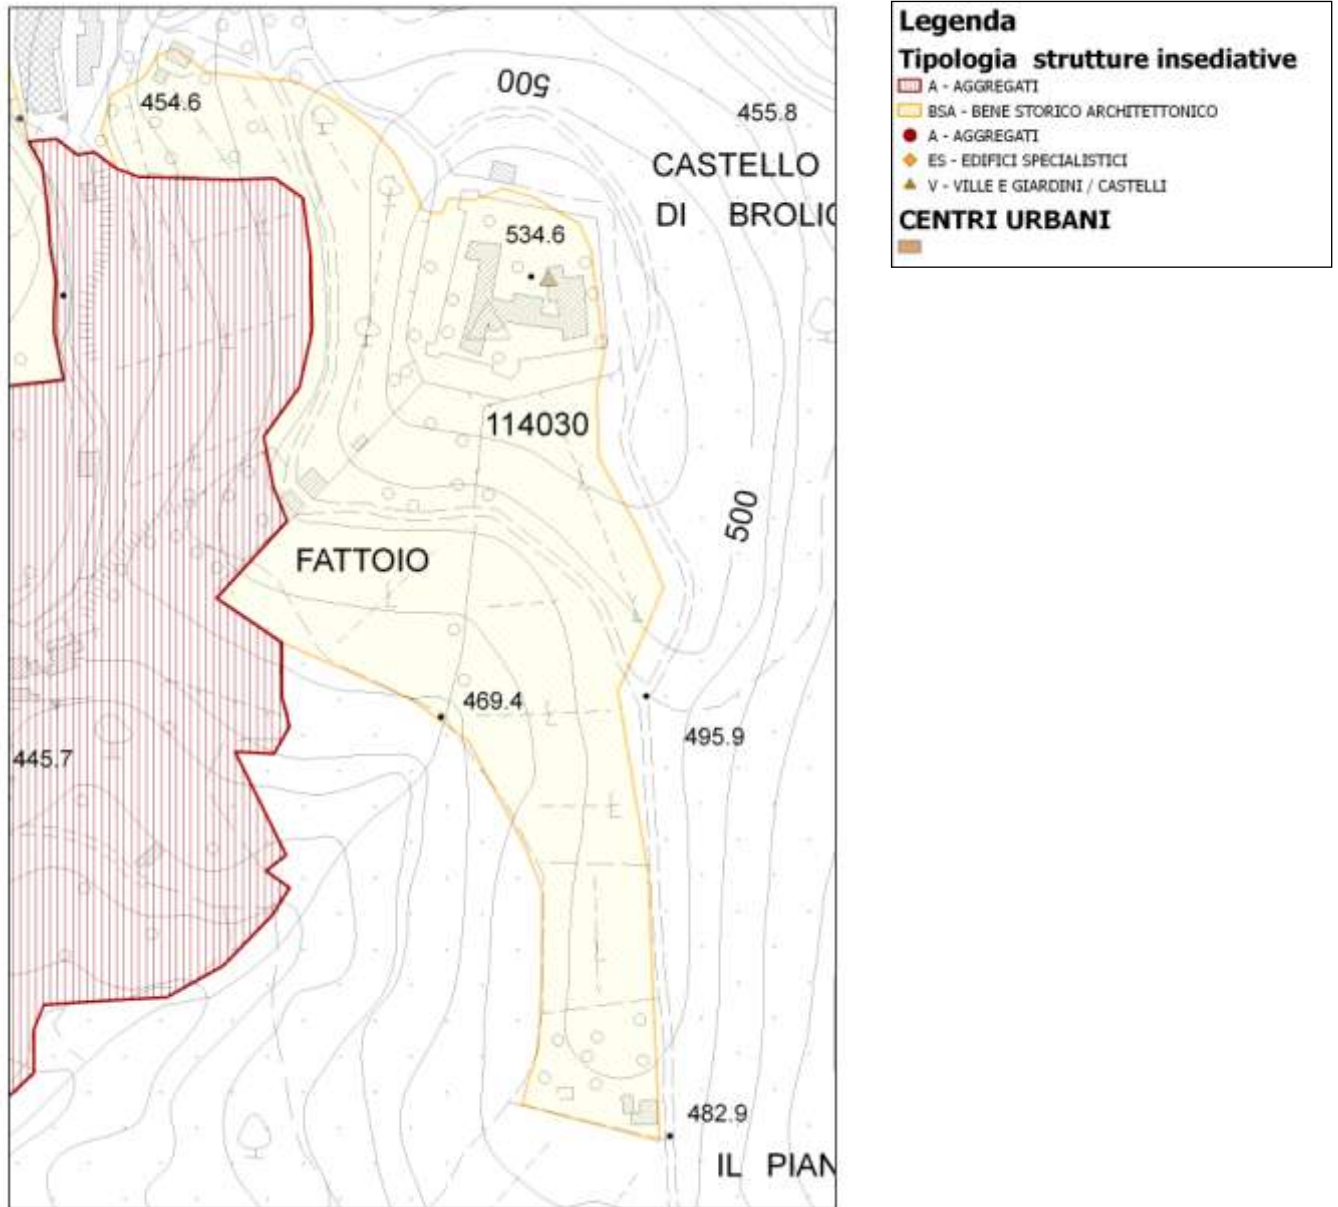 500
454.6
455.8
CASTELLO
DI BROLIO
534.6
114030
500
FATTOIO
469.4
495.9
445.7
482.9
IL PIAN
Legenda
Tipologia strutture insediative
A - AGGREGATI
BSA - BENE STORICO ARCHITETTONICO
A - AGGREGATI
ES - EDIFICI SPECIALISTICI
V - VILLE E GIARDINI / CASTELLI
CENTRI URBANI